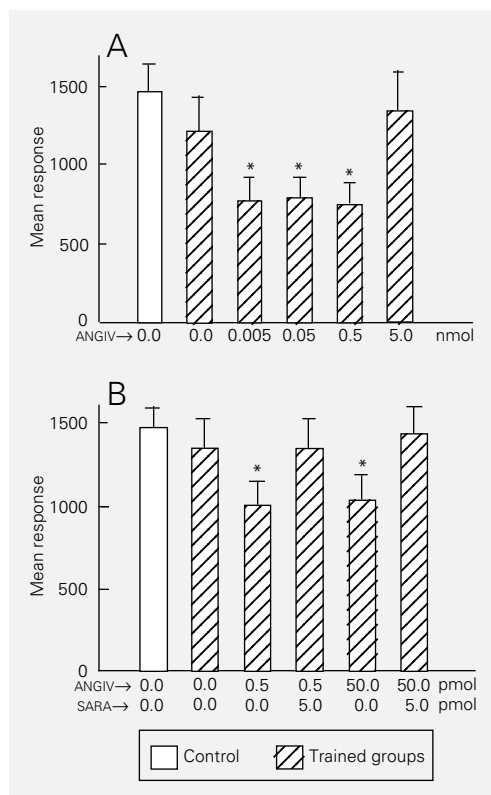 A
Mean response
1500
1000
500
0
* * *
ANGIV→ 0.0 0.0 0.005 0.05 0.5 5.0 nmol
B
Mean response
1500
1000
500
0
* *
ANGIV→ 0.0 0.0 0.5 0.5 50.0 50.0 pmol
SARA→ 0.0 0.0 0.0 5.0 0.0 5.0 pmol
Control Trained groups